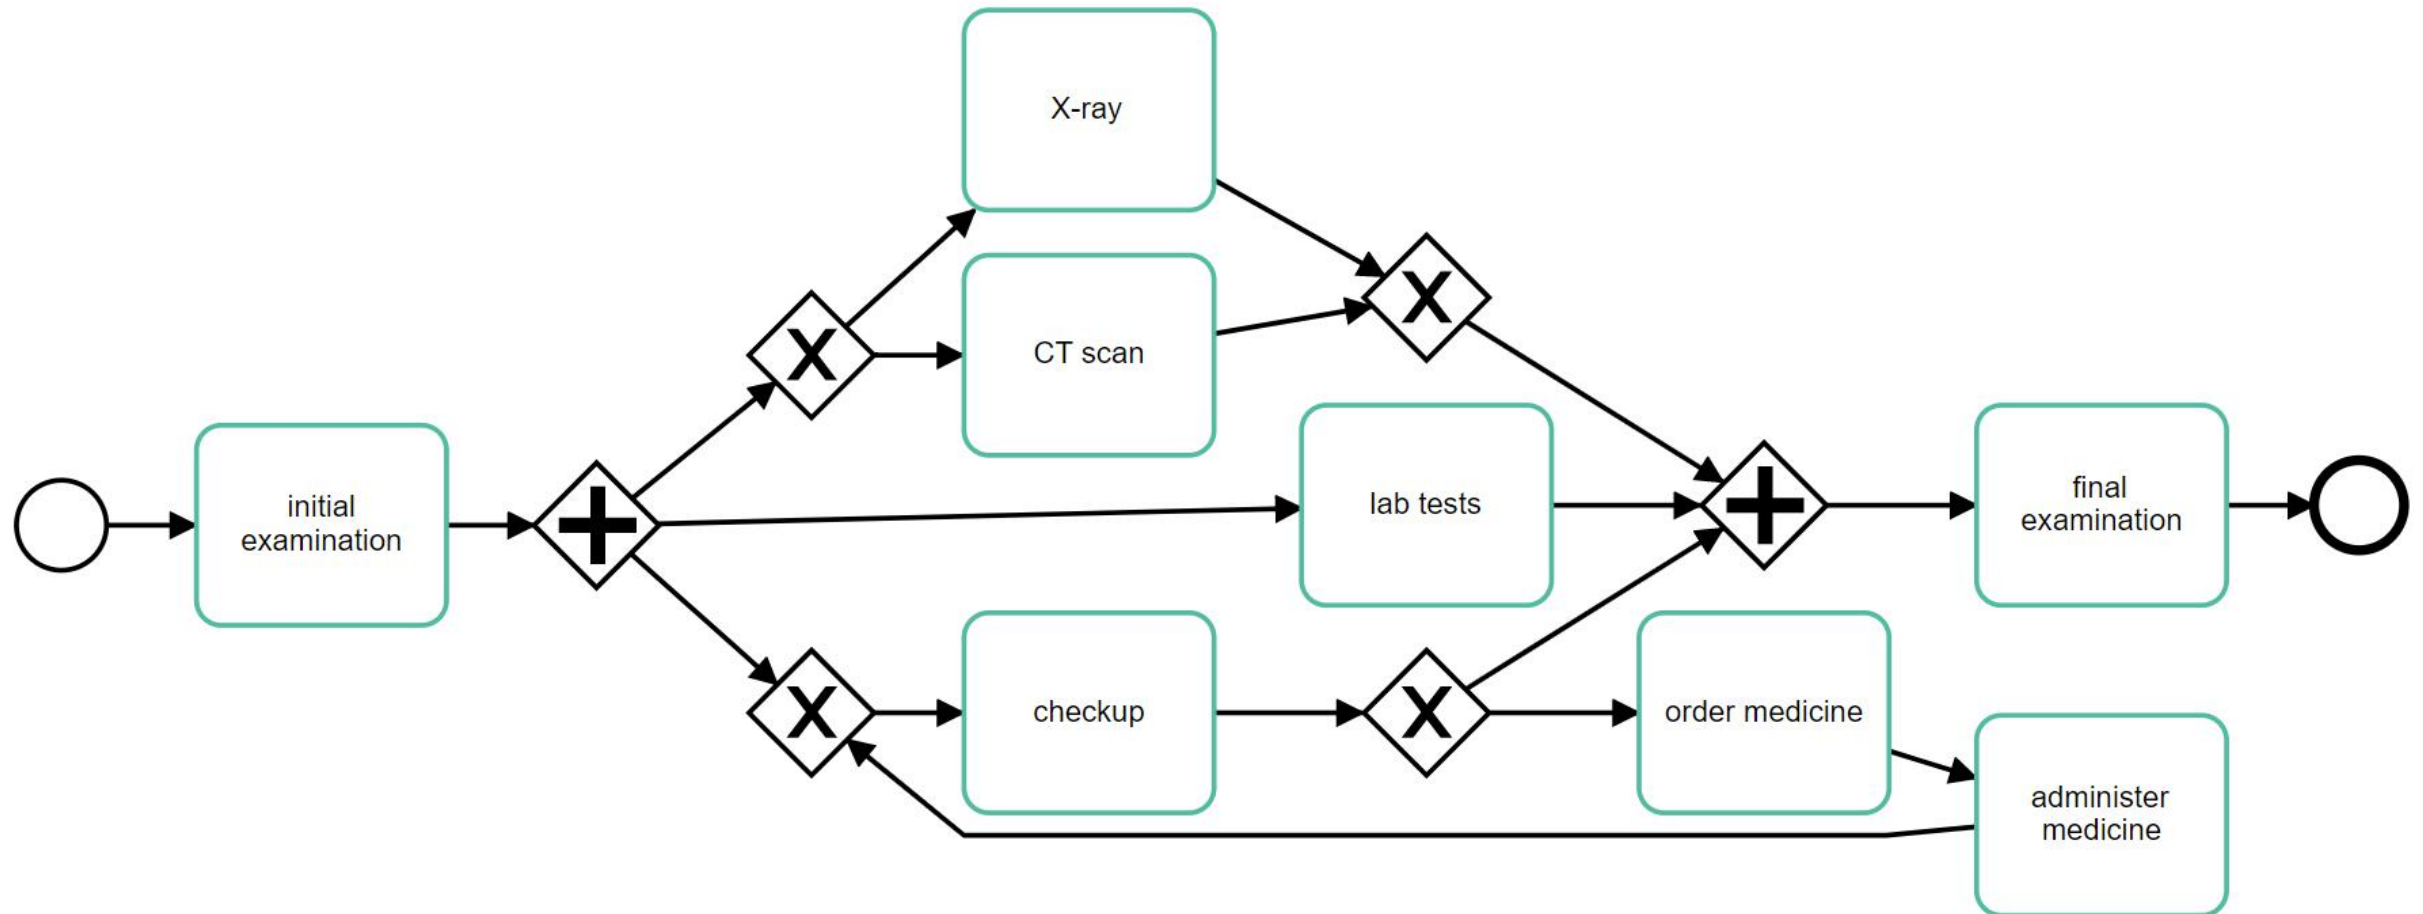 X-ray
CT scan
initial
examination
lab tests
final
examination
checkup
order medicine
administer
medicine
X
X
X
X